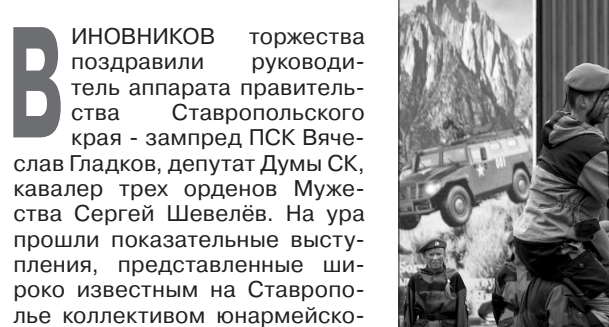 ВИНОВНИКОВ торжества
поздравили руководи-
тель аппарата правитель-
ства Ставропольского
края - зампред ПСК Вяче-
слав Гладков, депутат Думы СК,
кавалер трех орденов Муже-
ства Сергей Шевелёв. На ура
прошли показательные высту-
пления, представленные ши-
роко известным на Ставропо-
лье коллективом юнармейско-
001